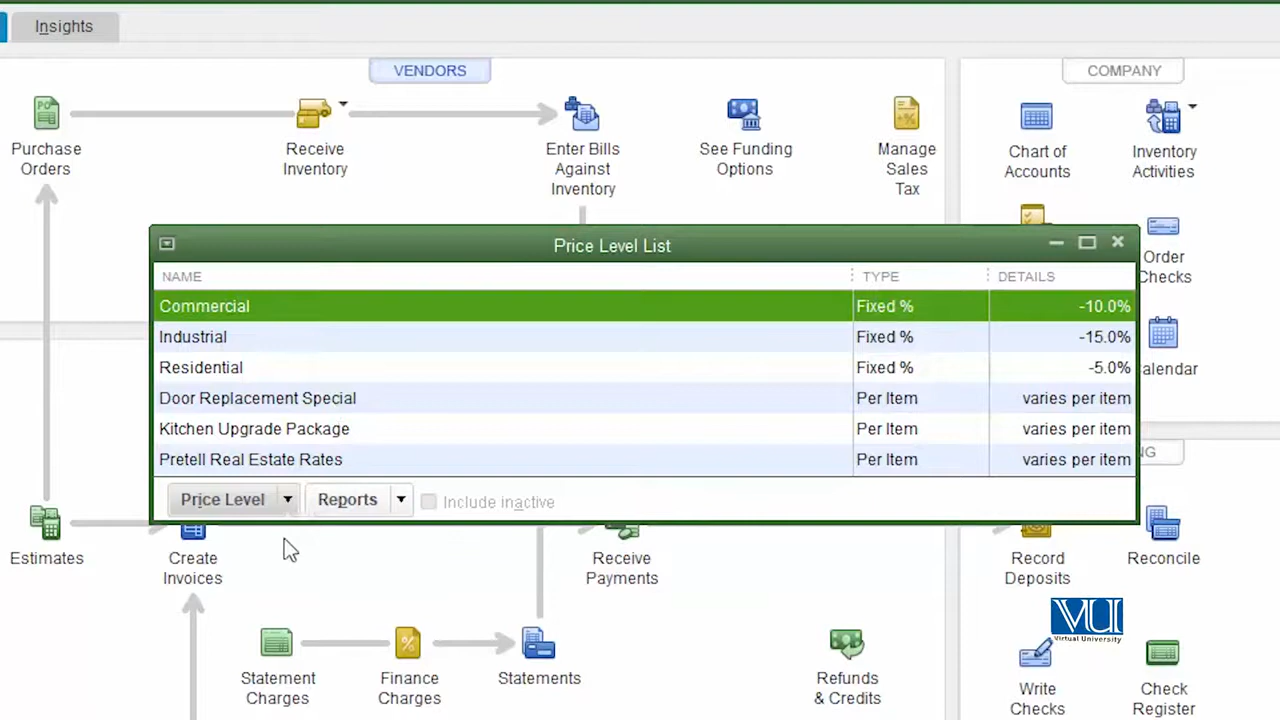 Insights
VENDORS
COMPANY
Purchase
Orders
Receive
Inventory
Enter Bills
Against
Inventory
See Funding
Options
Manage
Sales
Tax
Chart of
Accounts
Inventory
Activities
Order
Checks
alendar
Price Level List
NAME TYPE DETAILS
Commercial Fixed % -10.0%
Industrial Fixed % -15.0%
Residential Fixed % -5.0%
Door Replacement Special Per Item varies per item
Kitchen Upgrade Package Per Item varies per item
Pretell Real Estate Rates Per Item varies per item
Price Level Reports Include inactive
NG
Estimates
Create
Invoices
Receive
Payments
Record
Deposits
Reconcile
Statement
Charges
Finance
Charges
Statements
Refunds
& Credits
VU
Virtual University
Write
Checks
Check
Register